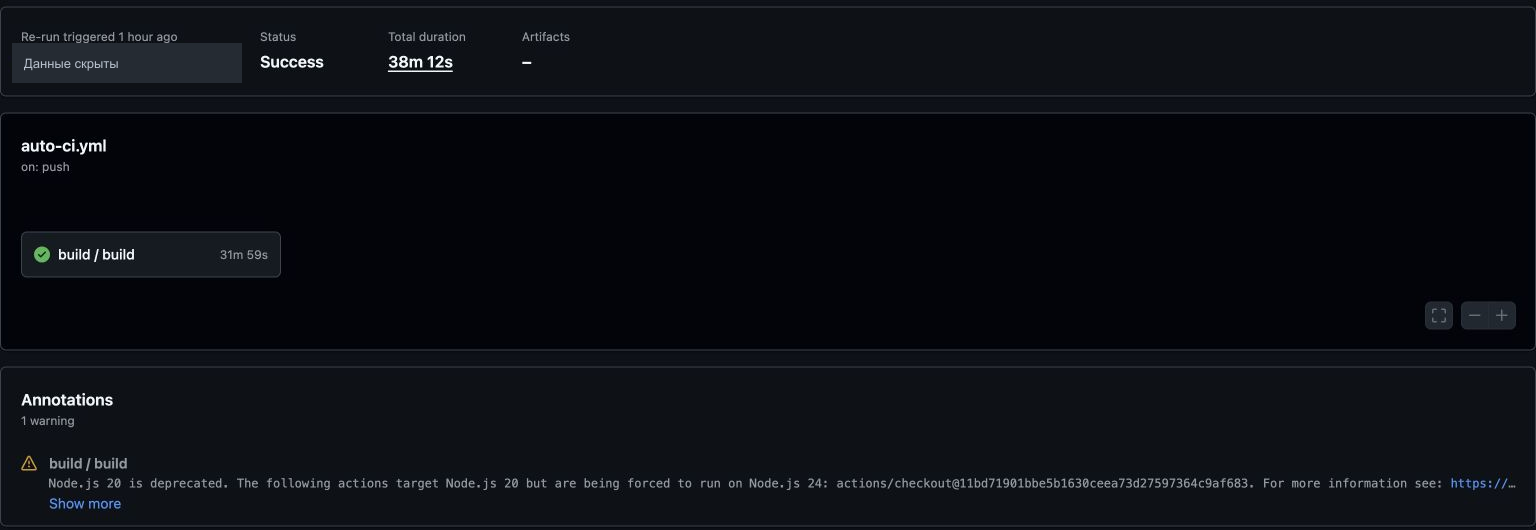 Re-run triggered 1 hour ago
Данные скрыты
Status
Success
Total duration
38m 12s
Artifacts
–
auto-ci.yml
on: push
build / build 31m 59s
Annotations
1 warning
build / build
Node.js 20 is deprecated. The following actions target Node.js 20 but are being forced to run on Node.js 24: actions/checkout@11bd71901bbe5b1630ceea73d27597364c9af683. For more information see: https://…
Show more